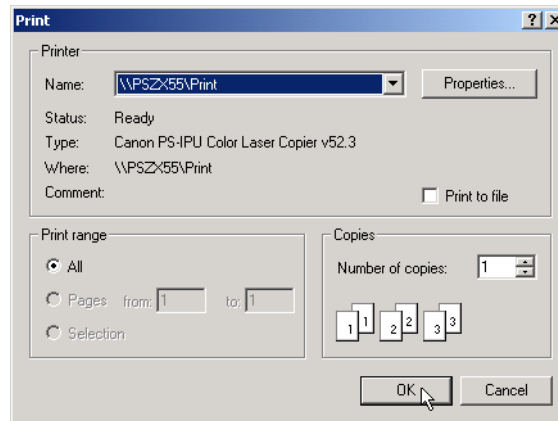 Print
Printer
Name: \\PSZX55\Print Properties...
Status: Ready
Type: Canon PS-IPU Color Laser Copier v52.3
Where: \\PSZX55\Print
Comment: Print to file
Print range
All
Pages from: 1 to: 1
Selection
Copies
Number of copies: 1
1 1 2 2 3 3
OK Cancel